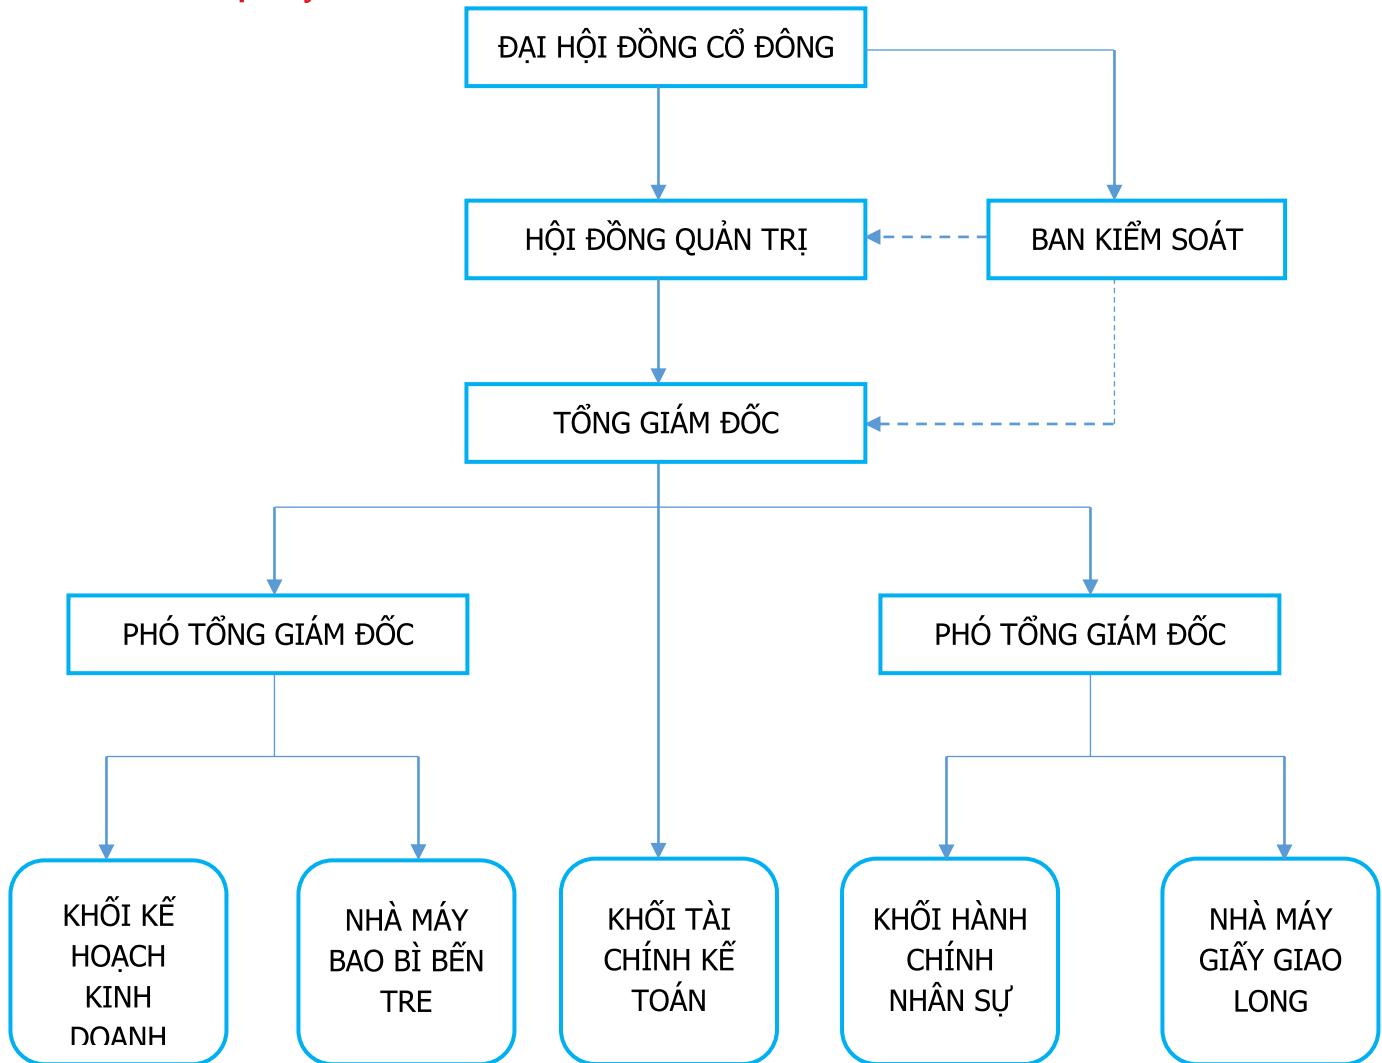 ĐẠI HỘI ĐỒNG CỔ ĐÔNG
HỘI ĐỒNG QUẢN TRỊ
BAN KIỂM SOÁT
TỔNG GIÁM ĐỐC
PHÓ TỔNG GIÁM ĐỐC
PHÓ TỔNG GIÁM ĐỐC
KHỐI KẾ
HOẠCH
KINH
DOANH
NHÀ MÁY
BAO BÌ BẾN
TRE
KHỐI TÀI
CHÍNH KẾ
TOÁN
KHỐI HÀNH
CHÍNH
NHÂN SỰ
NHÀ MÁY
GIẤY GIAO
LONG